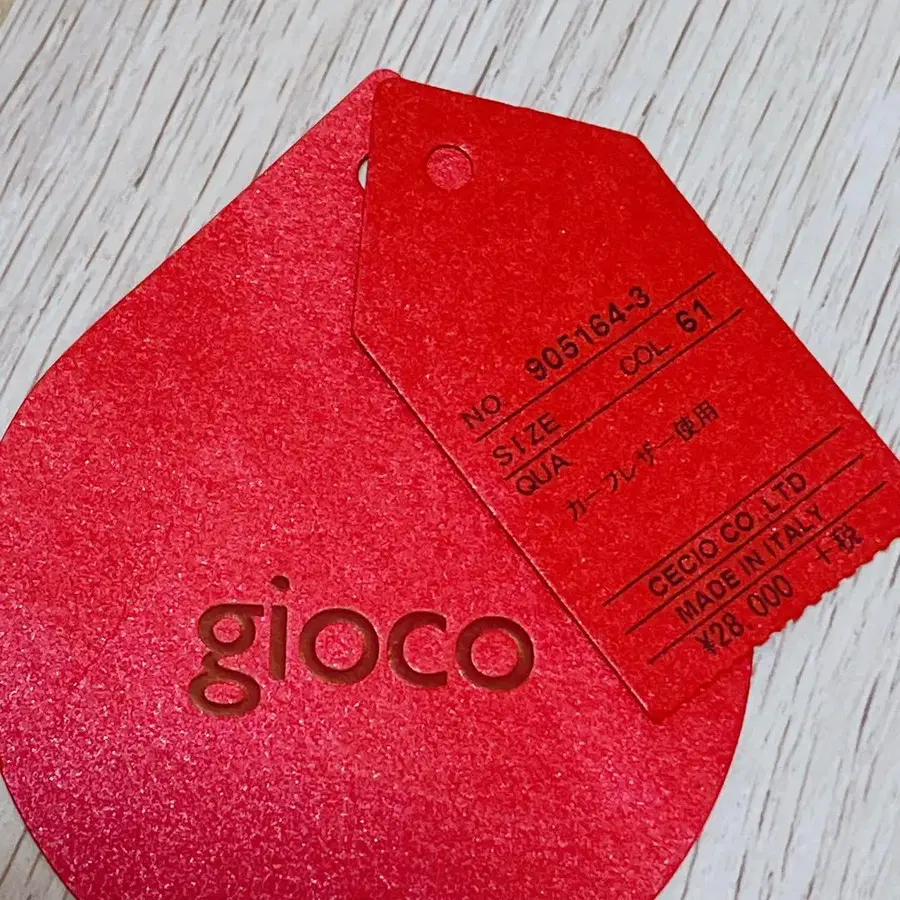 gioco
NO. 905164-3
SIZE COL 61
QUA
カーフレザー使用
CECIO CO.,LTD
MADE IN ITALY
¥28,000 +税